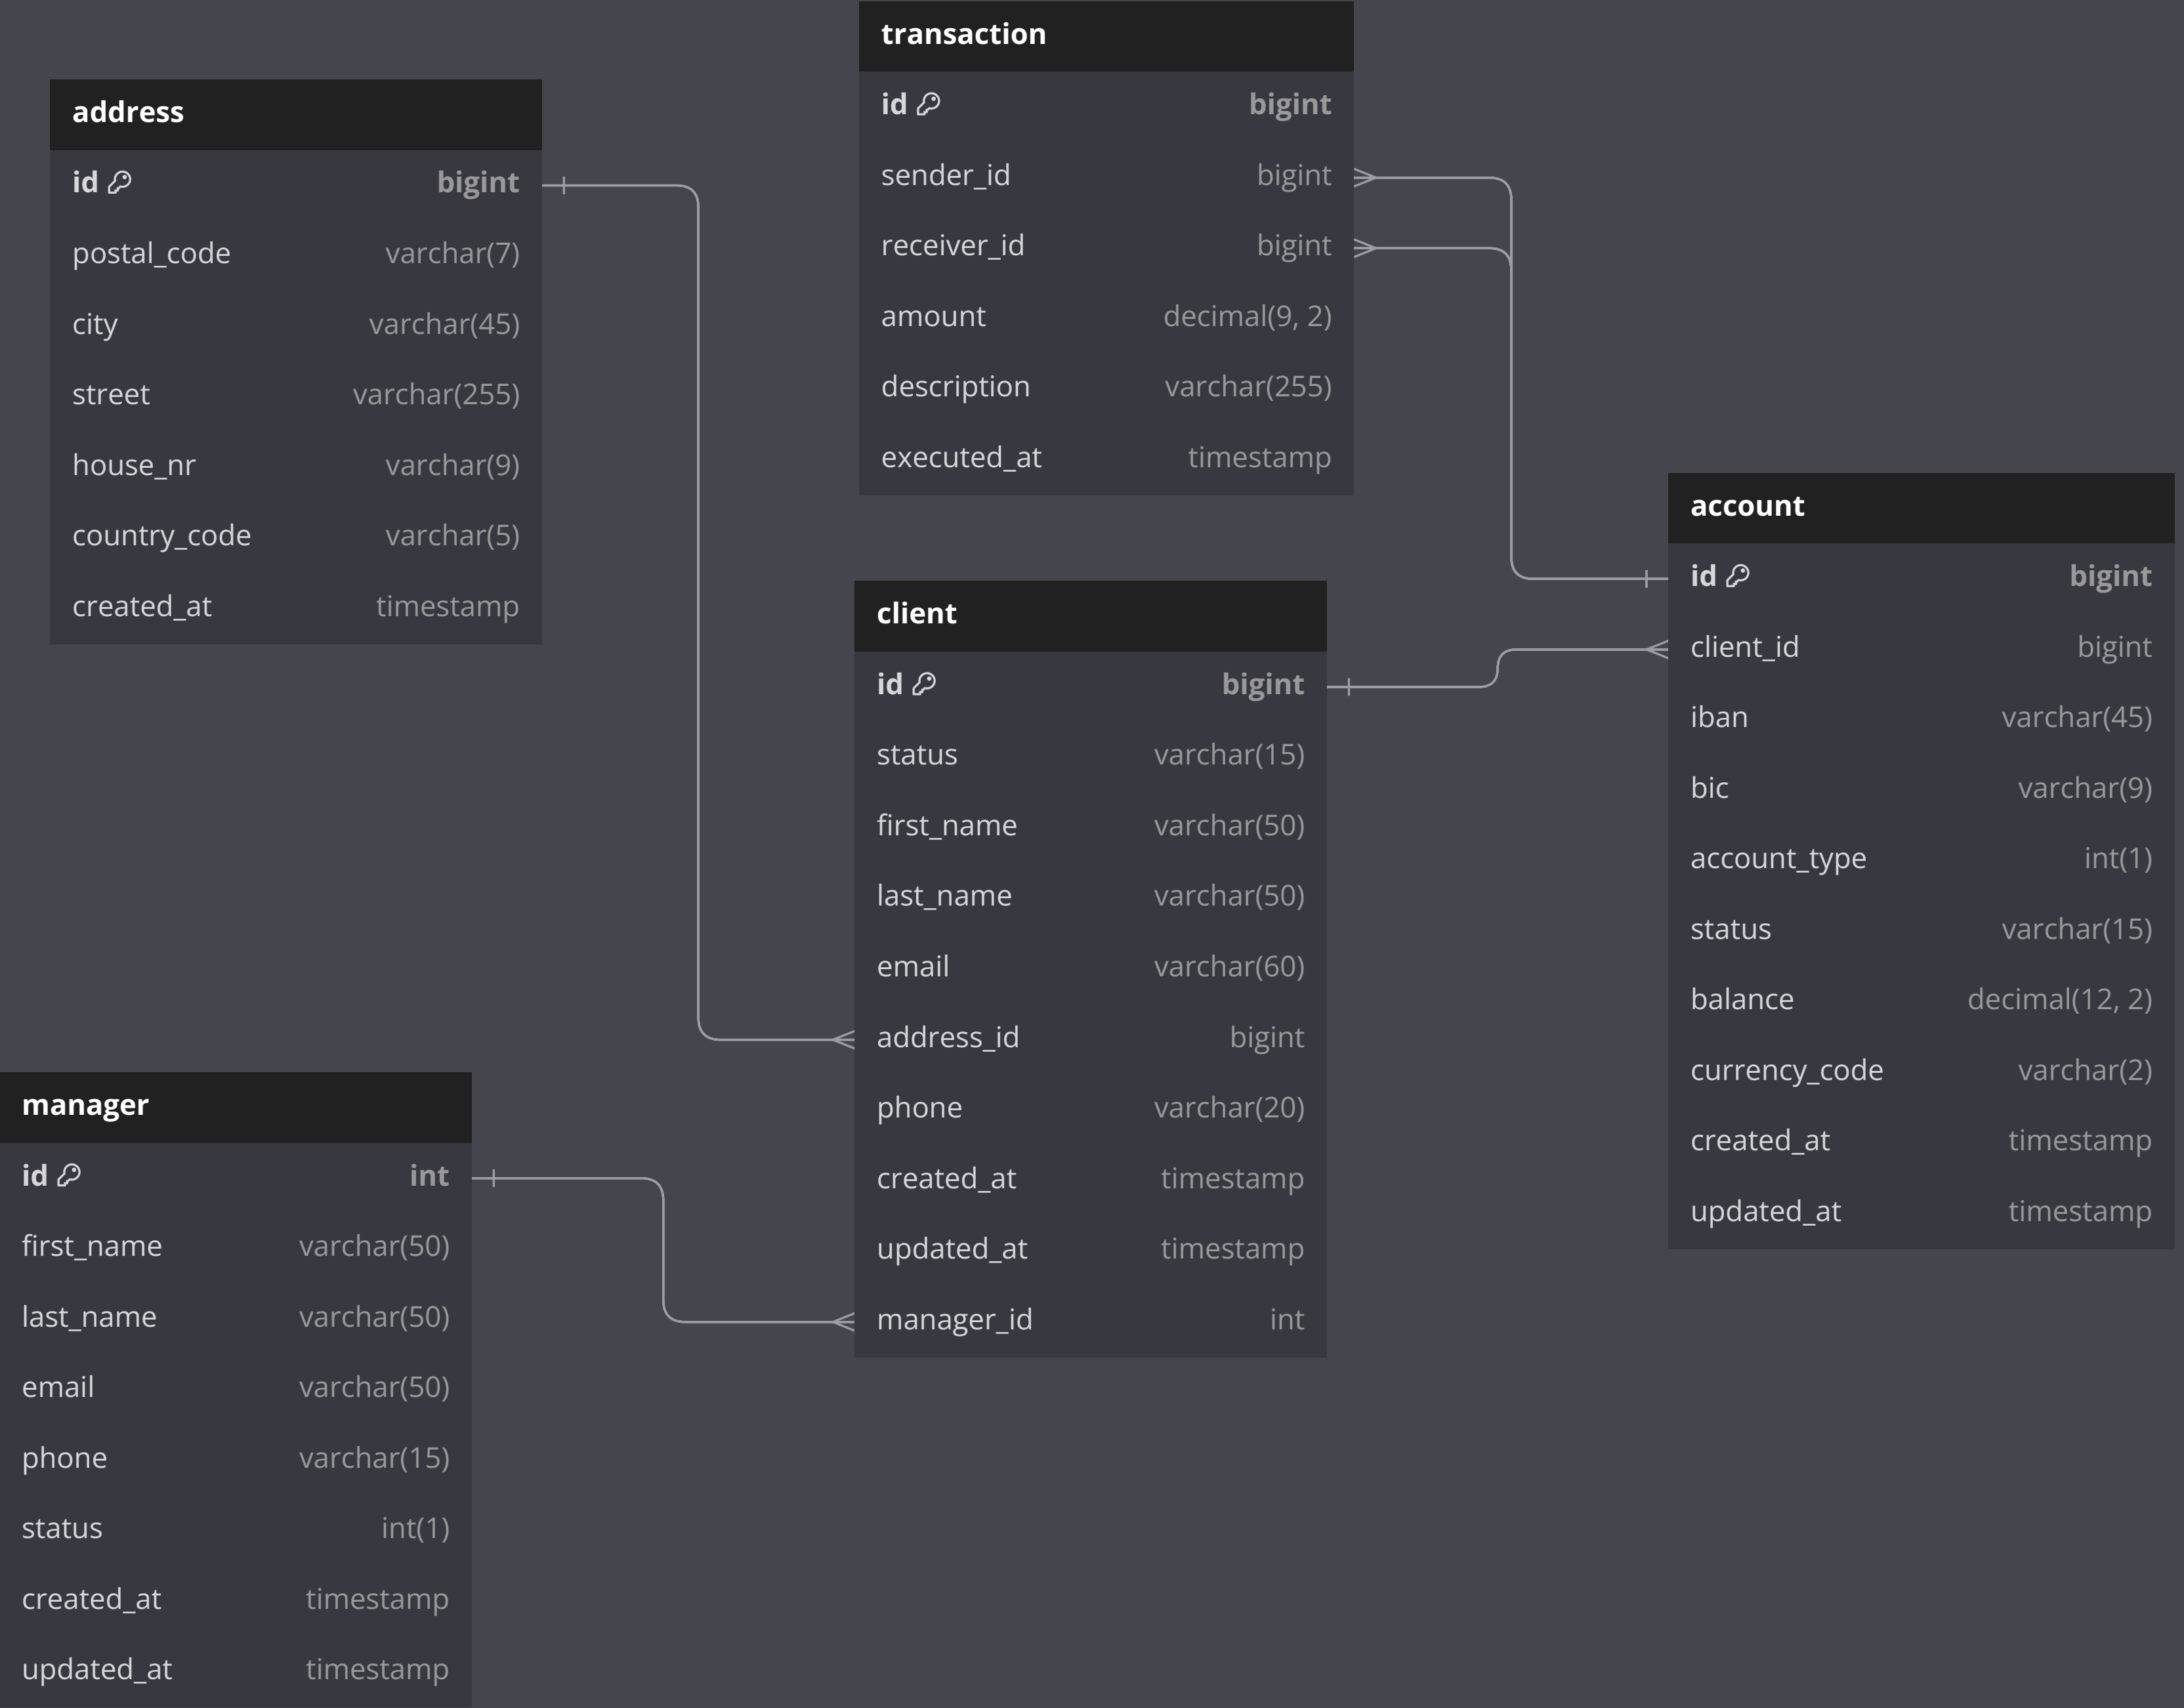 transaction
id bigint
sender_id bigint
receiver_id bigint
amount decimal(9, 2)
description varchar(255)
executed_at timestamp
address
id bigint
postal_code varchar(7)
city varchar(45)
street varchar(255)
house_nr varchar(9)
country_code varchar(5)
created_at timestamp
account
id bigint
client_id bigint
iban varchar(45)
bic varchar(9)
account_type int(1)
status varchar(15)
balance decimal(12, 2)
currency_code varchar(2)
created_at timestamp
updated_at timestamp
client
id bigint
status varchar(15)
first_name varchar(50)
last_name varchar(50)
email varchar(60)
address_id bigint
phone varchar(20)
created_at timestamp
updated_at timestamp
manager_id int
manager
id int
first_name varchar(50)
last_name varchar(50)
email varchar(50)
phone varchar(15)
status int(1)
created_at timestamp
updated_at timestamp